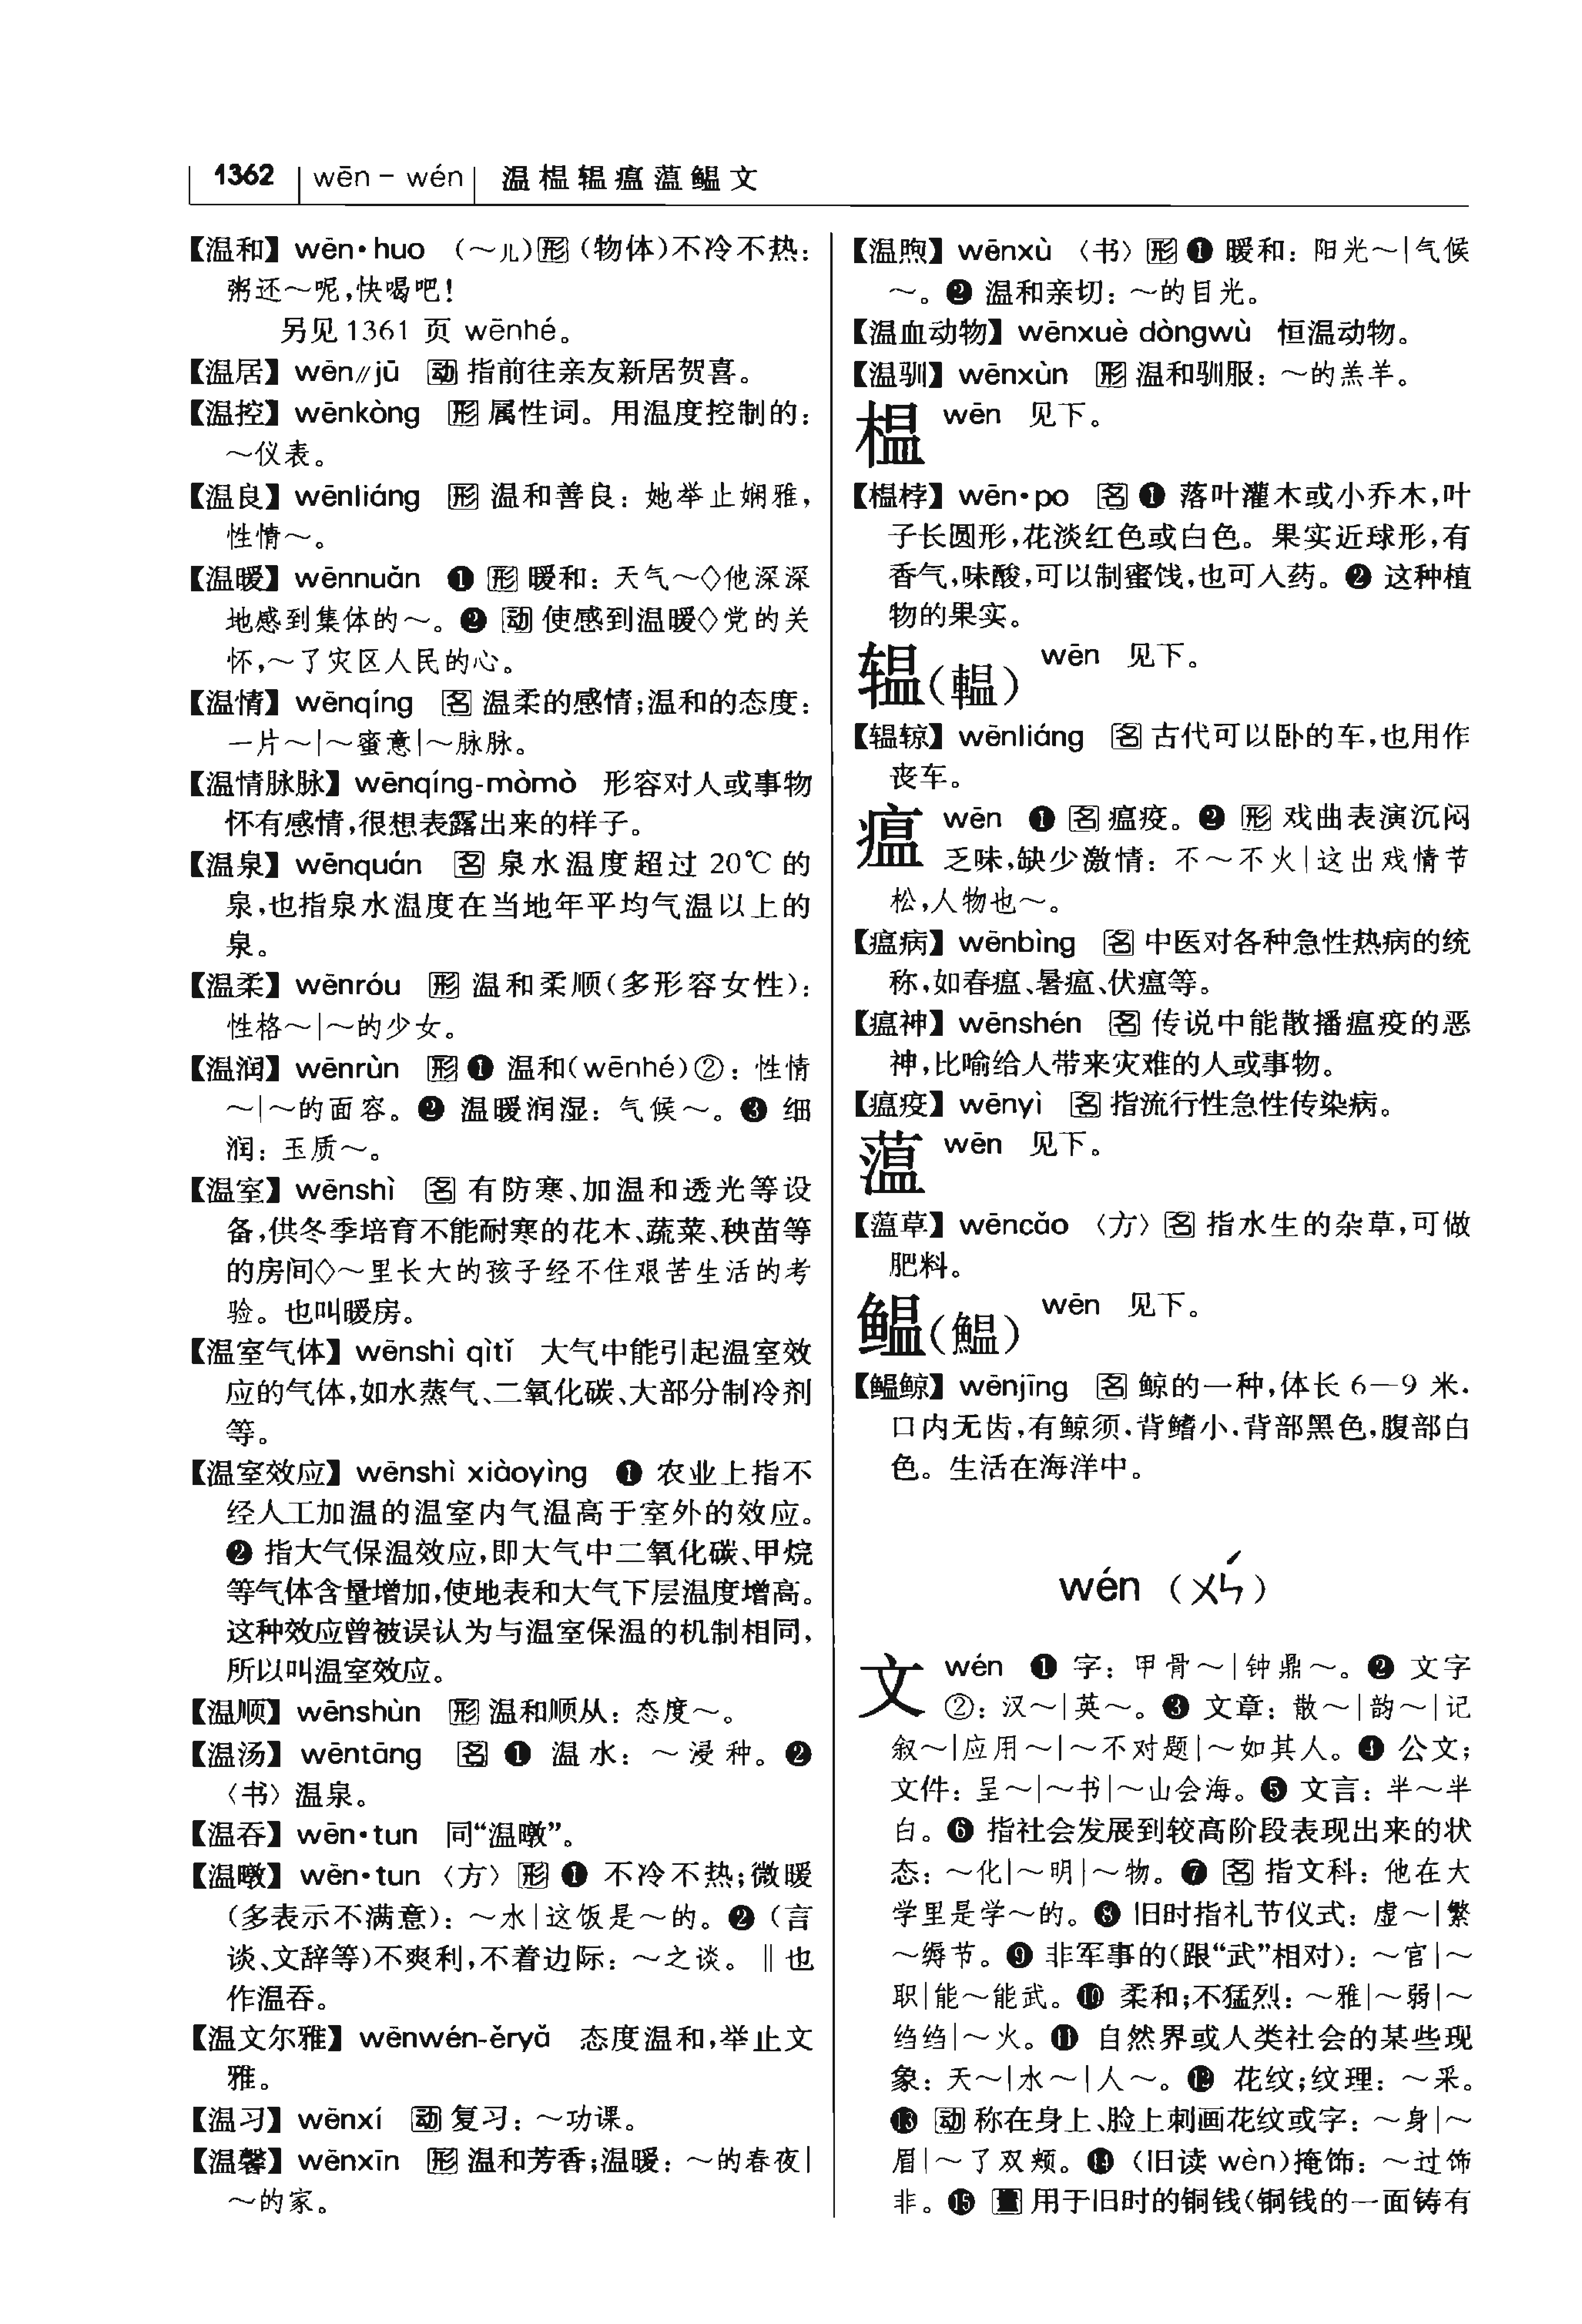 1362 wēn－wén 温榅辒瘟薀鳁文
【温和】wēn·huo （～儿）形（物体）不冷不热：
粥还～呢，快喝吧！
另见1361 页 wēnhé。
【温居】wēn∥jū 动 指前往亲友新居贺喜。
【温控】wēnkòng 形 属性词。用温度控制的：
～仪表。
【温良】wēnliáng 形 温和善良：她举止娴雅，
性情～。
【温暖】wēnnuǎn ❶ 形 暖和：天气～◇他深深
地感到集体的～。❷ 动 使感到温暖◇党的关
怀，～了灾区人民的心。
【温情】wēnqíng 名 温柔的感情；温和的态度：
一片～|～蜜意|～脉脉。
【温情脉脉】wēnqíng-mòmò 形容对人或事物
怀有感情，很想表露出来的样子。
【温泉】wēnquán 名 泉水温度超过 20℃ 的
泉，也指泉水温度在当地年平均气温以上的
泉。
【温柔】wēnróu 形 温和柔顺（多形容女性）：
性格～|～的少女。
【温润】wēnrùn 形 ❶ 温和（wēnhé）②：性情
～|～的面容。❷ 温暖润湿：气候～。❸ 细
润：玉质～。
【温室】wēnshì 名 有防寒、加温和透光等设
备，供冬季培育不能耐寒的花木、蔬菜、秧苗等
的房间◇～里长大的孩子经不住艰苦生活的考
验。也叫暖房。
【温室气体】wēnshì qìtǐ 大气中能引起温室效
应的气体，如水蒸气、二氧化碳、大部分制冷剂
等。
【温室效应】wēnshì xiàoyìng ❶ 农业上指不
经人工加温的温室内气温高于室外的效应。
❷ 指大气保温效应，即大气中二氧化碳、甲烷
等气体含量增加，使地表和大气下层温度增高。
这种效应曾被误认为与温室保温的机制相同，
所以叫温室效应。
【温顺】wēnshùn 形 温和顺从：态度～。
【温汤】wēntāng 名 ❶ 温水：～浸种。❷
〈书〉温泉。
【温吞】wēn·tun 同“温暾”。
【温暾】wēn·tun〈方〉形 ❶ 不冷不热；微暖
（多表示不满意）：～水|这饭是～的。❷（言
谈、文辞等）不爽利，不着边际：～之谈。‖也
作温吞。
【温文尔雅】wēnwén-ěryǎ 态度温和，举止文
雅。
【温习】wēnxí 动 复习：～功课。
【温馨】wēnxīn 形 温和芳香；温暖：～的春夜|
～的家。
【温煦】wēnxù 〈书〉形 ❶ 暖和：阳光～|气候
～。❷ 温和亲切：～的目光。
【温血动物】wēnxuè dòngwù 恒温动物。
【温驯】wēnxùn 形 温和驯服：～的羔羊。
榅 wēn 见下。
【榅桲】wēn·po 名 ❶ 落叶灌木或小乔木，叶
子长圆形，花淡红色或白色。果实近球形，有
香气，味酸，可以制蜜饯，也可入药。❷ 这种植
物的果实。
辒（轀） wēn 见下。
【辒辌】wēnliáng 名 古代可以卧的车，也用作
丧车。
瘟 wēn ❶ 名 瘟疫。❷ 形 戏曲表演沉闷
乏味，缺少激情：不～不火|这出戏情节
松，人物也～。
【瘟病】wēnbìng 名 中医对各种急性热病的统
称，如春瘟、暑瘟、伏瘟等。
【瘟神】wēnshén 名 传说中能散播瘟疫的恶
神，比喻给人带来灾难的人或事物。
【瘟疫】wēnyì 名 指流行性急性传染病。
薀 wēn 见下。
【薀草】wēncǎo 〈方〉名 指水生的杂草，可做
肥料。
鳁（鰛） wēn 见下。
【鳁鲸】wēnjīng 名 鲸的一种，体长 6—9 米，
口内无齿，有鲸须，背鳍小，背部黑色，腹部白
色。生活在海洋中。
wén（ㄨㄣˊ）
文 wén ❶ 字：甲骨～|钟鼎～。❷ 文字
②：汉～|英～。❸ 文章：散～|韵～|记
叙～|应用～|～不对题|～如其人。❹ 公文；
文件：呈～|～书|～山会海。❺ 文言：半～半
白。❻ 指社会发展到较高阶段表现出来的状
态：～化|～明|～物。❼ 名 指文科：他在大
学里是学～的。❽ 旧时指礼节仪式：虚～|繁
～缛节。❾ 非军事的（跟“武”相对）：～官|～
职|能～能武。❿ 柔和；不猛烈：～雅|～弱|～
绉绉|～火。⓫ 自然界或人类社会的某些现
象：天～|水～|人～。⓬ 花纹；纹理：～采。
⓭ 动 称在身上、脸上刺画花纹或字：～身|～
眉|～了双颊。⓮（旧读 wèn）掩饰：～过饰
非。⓯ 量 用于旧时的铜钱（铜钱的一面铸有